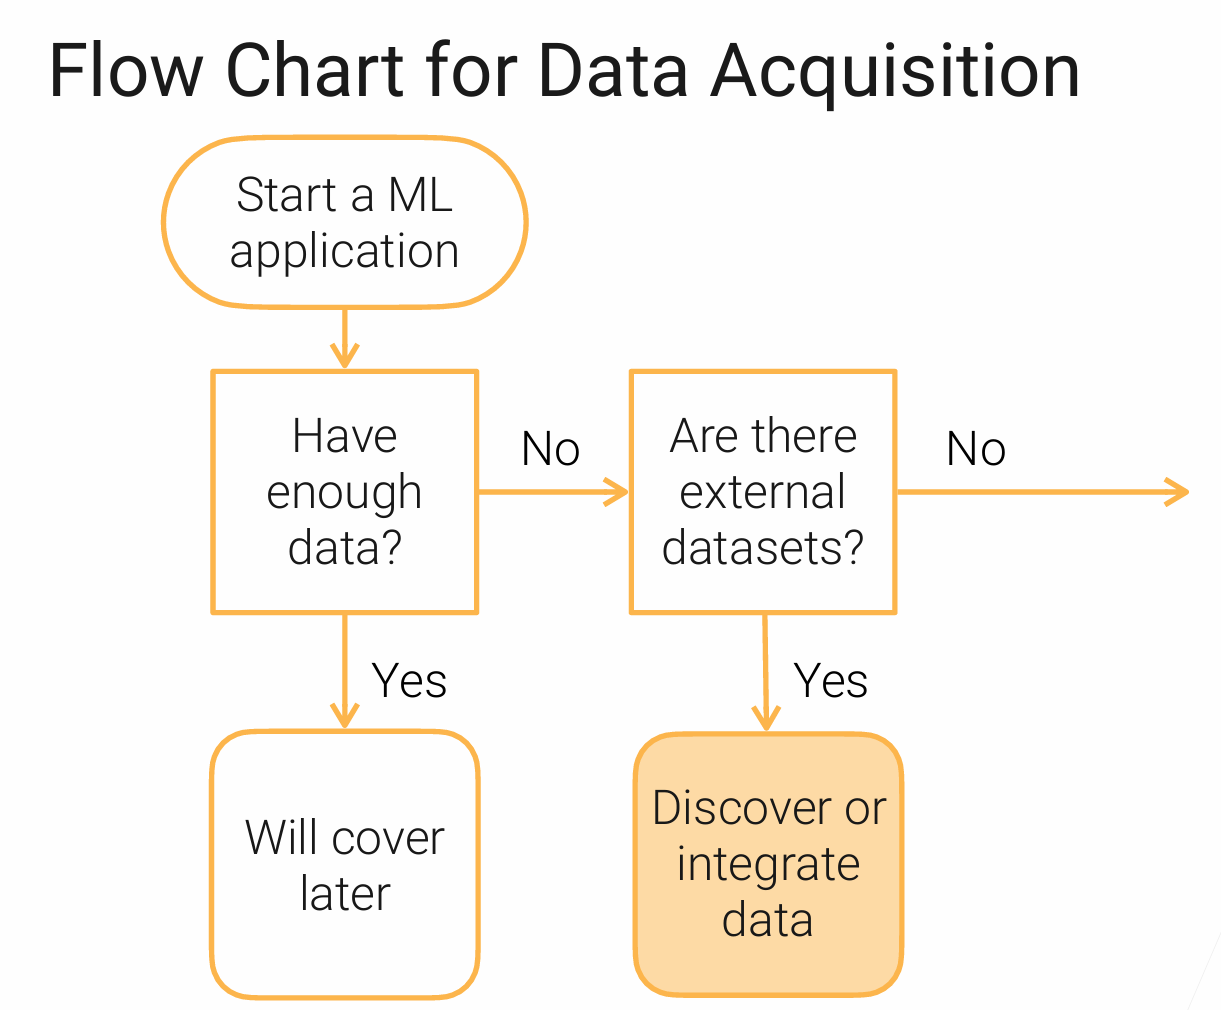 Flow Chart for Data Acquisition
Start a ML
application
Have
enough
data?
No
Are there
external
datasets?
No
Yes
Yes
Will cover
later
Discover or
integrate
data